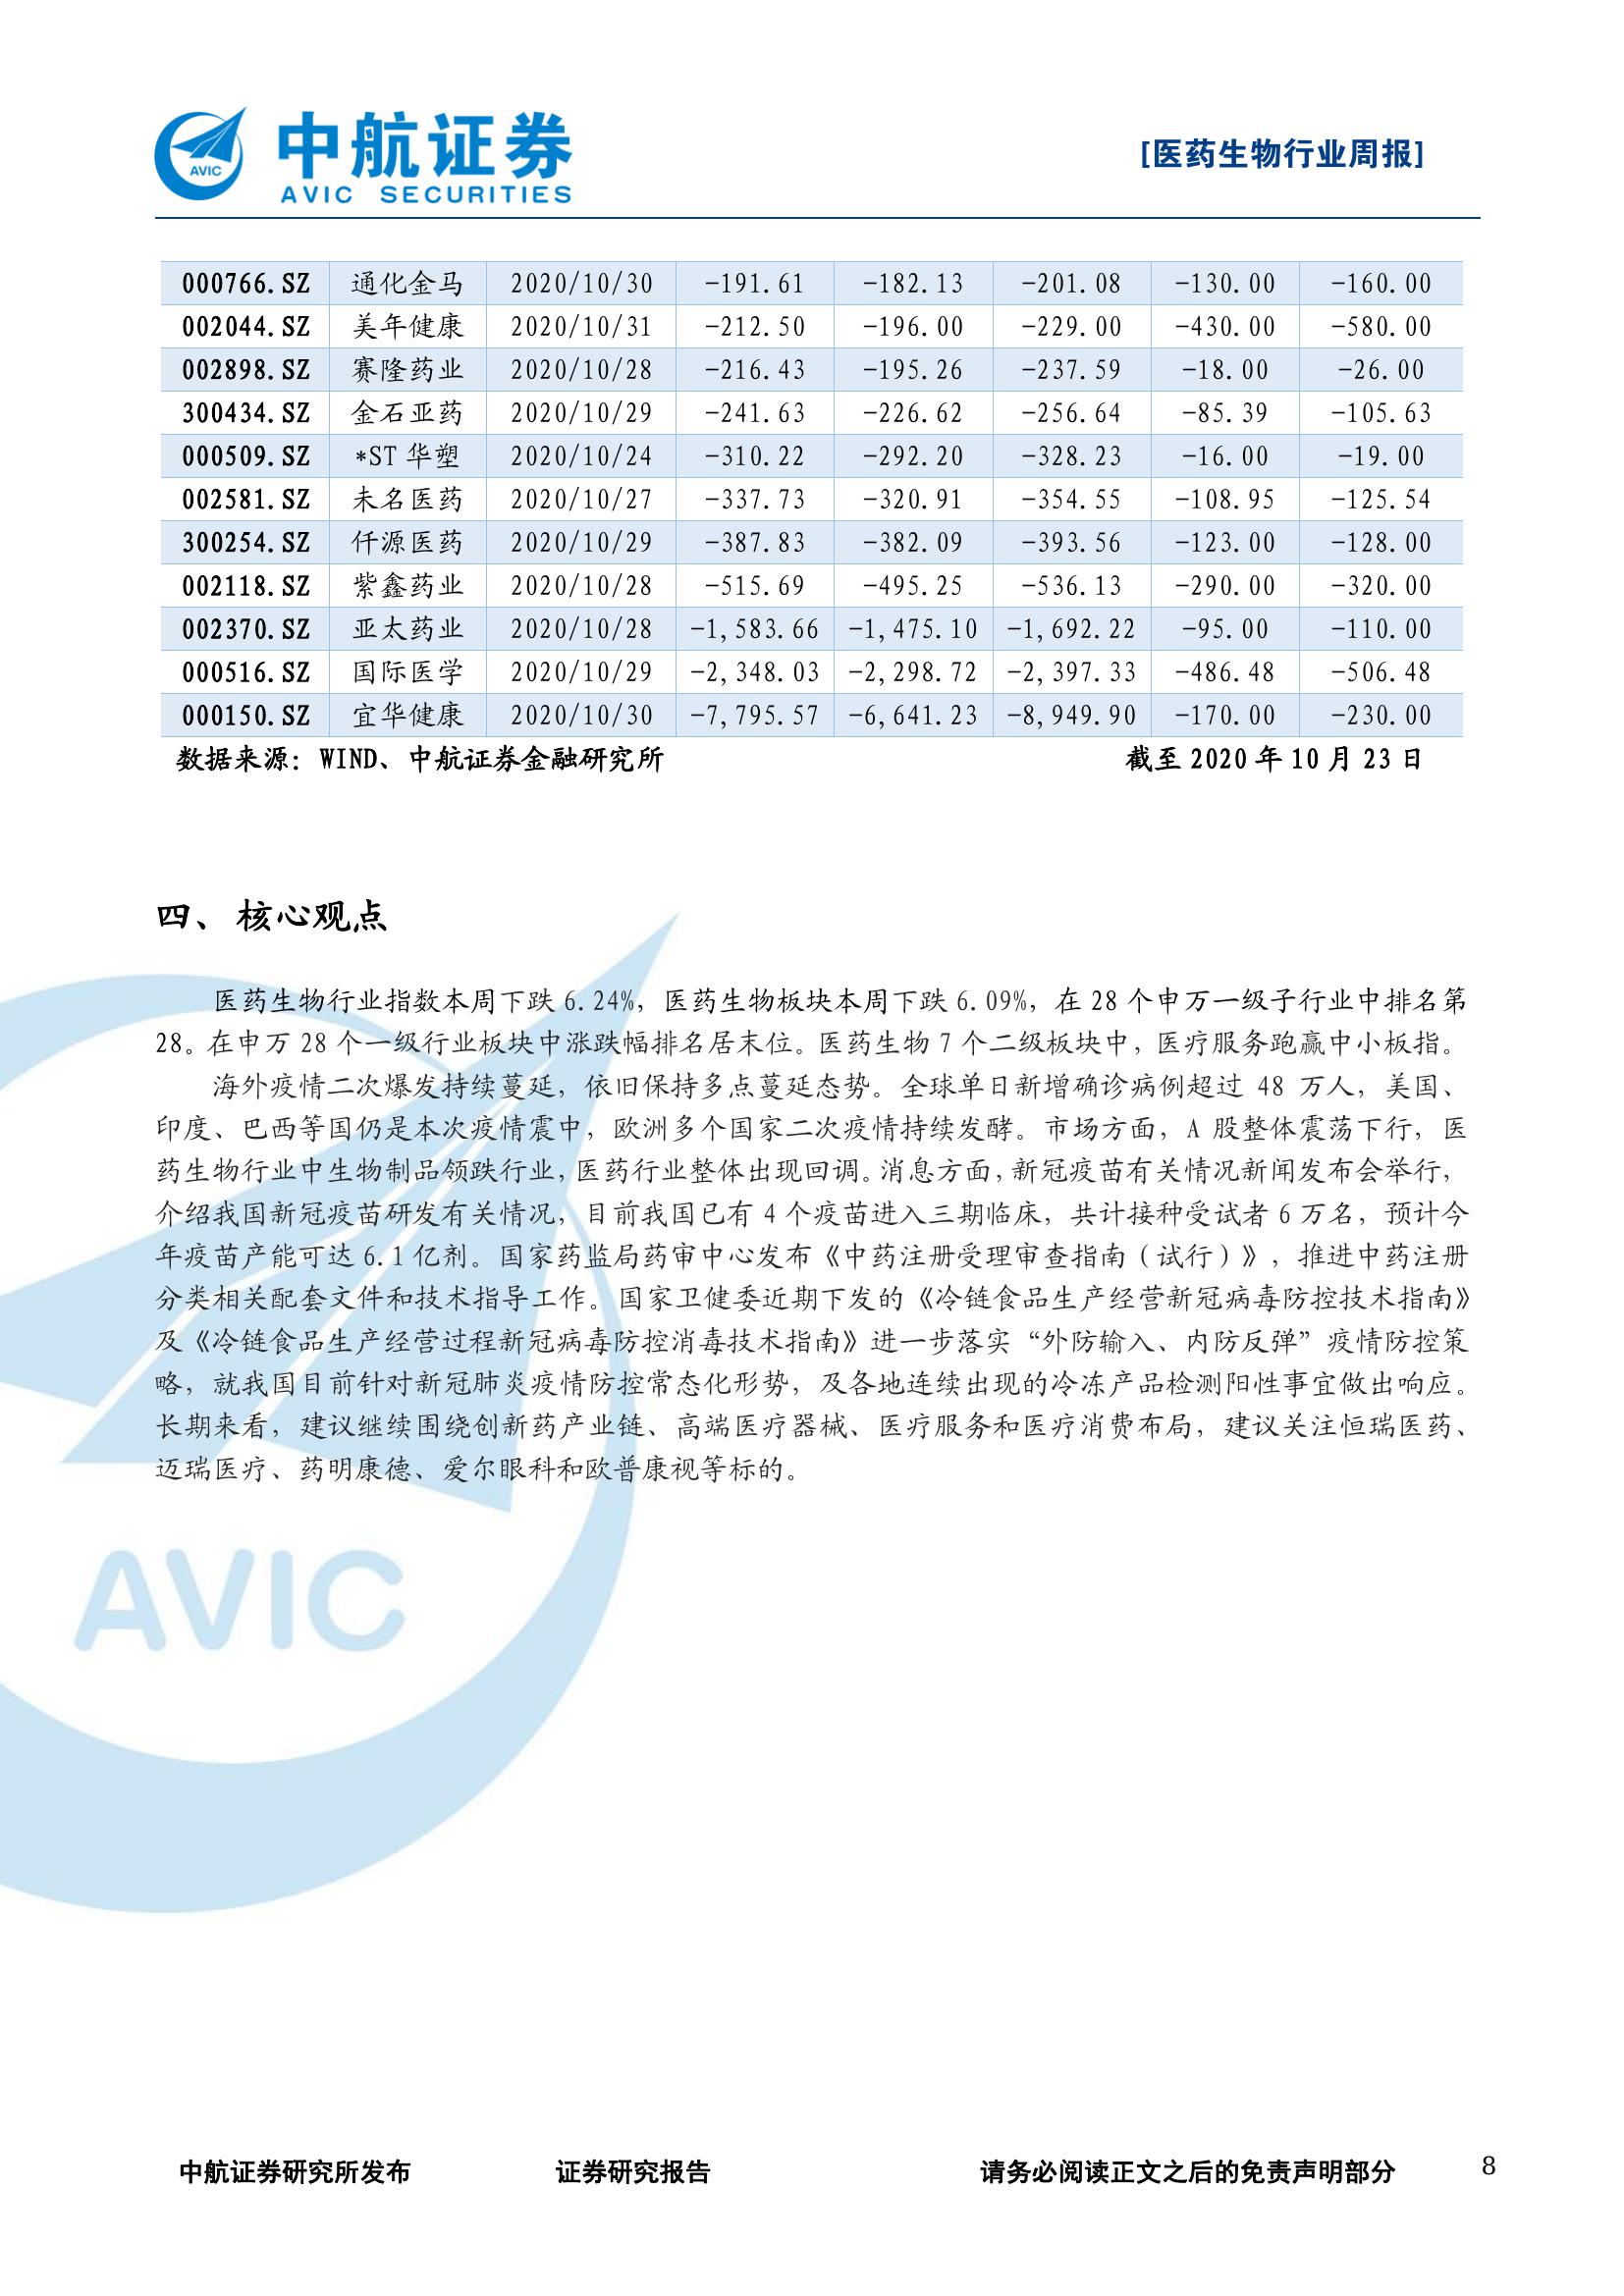 AVIC
中航证券
AVIC SECURITIES
[医药生物行业周报]
000766.SZ 通化金马 2020/10/30 -191.61 -182.13 -201.08 -130.00 -160.00
002044.SZ 美年健康 2020/10/31 -212.50 -196.00 -229.00 -430.00 -580.00
002898.SZ 赛隆药业 2020/10/28 -216.43 -195.26 -237.59 -18.00 -26.00
300434.SZ 金石亚药 2020/10/29 -241.63 -226.62 -256.64 -85.39 -105.63
000509.SZ *ST 华塑 2020/10/24 -310.22 -292.20 -328.23 -16.00 -19.00
002581.SZ 未名医药 2020/10/27 -337.73 -320.91 -354.55 -108.95 -125.54
300254.SZ 仟源医药 2020/10/29 -387.83 -382.09 -393.56 -123.00 -128.00
002118.SZ 紫鑫药业 2020/10/28 -515.69 -495.25 -536.13 -290.00 -320.00
002370.SZ 亚太药业 2020/10/28 -1,583.66 -1,475.10 -1,692.22 -95.00 -110.00
000516.SZ 国际医学 2020/10/29 -2,348.03 -2,298.72 -2,397.33 -486.48 -506.48
000150.SZ 宜华健康 2020/10/30 -7,795.57 -6,641.23 -8,949.90 -170.00 -230.00
数据来源：WIND、中航证券金融研究所 截至 2020 年 10 月 23 日
四、 核心观点
医药生物行业指数本周下跌 6.24%，医药生物板块本周下跌 6.09%，在 28 个申万一级子行业中排名第
28。在申万 28 个一级行业板块中涨跌幅排名居末位。医药生物 7 个二级板块中，医疗服务跑赢中小板指。
海外疫情二次爆发持续蔓延，依旧保持多点蔓延态势。全球单日新增确诊病例超过 48 万人，美国、
印度、巴西等国仍是本次疫情震中，欧洲多个国家二次疫情持续发酵。市场方面，A 股整体震荡下行，医
药生物行业中生物制品领跌行业，医药行业整体出现回调。消息方面，新冠疫苗有关情况新闻发布会举行，
介绍我国新冠疫苗研发有关情况，目前我国已有 4 个疫苗进入三期临床，共计接种受试者 6 万名，预计今
年疫苗产能可达 6.1 亿剂。国家药监局药审中心发布《中药注册受理审查指南（试行）》，推进中药注册
分类相关配套文件和技术指导工作。国家卫健委近期下发的《冷链食品生产经营新冠病毒防控技术指南》
及《冷链食品生产经营过程新冠病毒防控消毒技术指南》进一步落实“外防输入、内防反弹”疫情防控策
略，就我国目前针对新冠肺炎疫情防控常态化形势，及各地连续出现的冷冻产品检测阳性事宜做出响应。
长期来看，建议继续围绕创新药产业链、高端医疗器械、医疗服务和医疗消费布局，建议关注恒瑞医药、
迈瑞医疗、药明康德、爱尔眼科和欧普康视等标的。
AVIC
中航证券研究所发布 证券研究报告 请务必阅读正文之后的免责声明部分 8